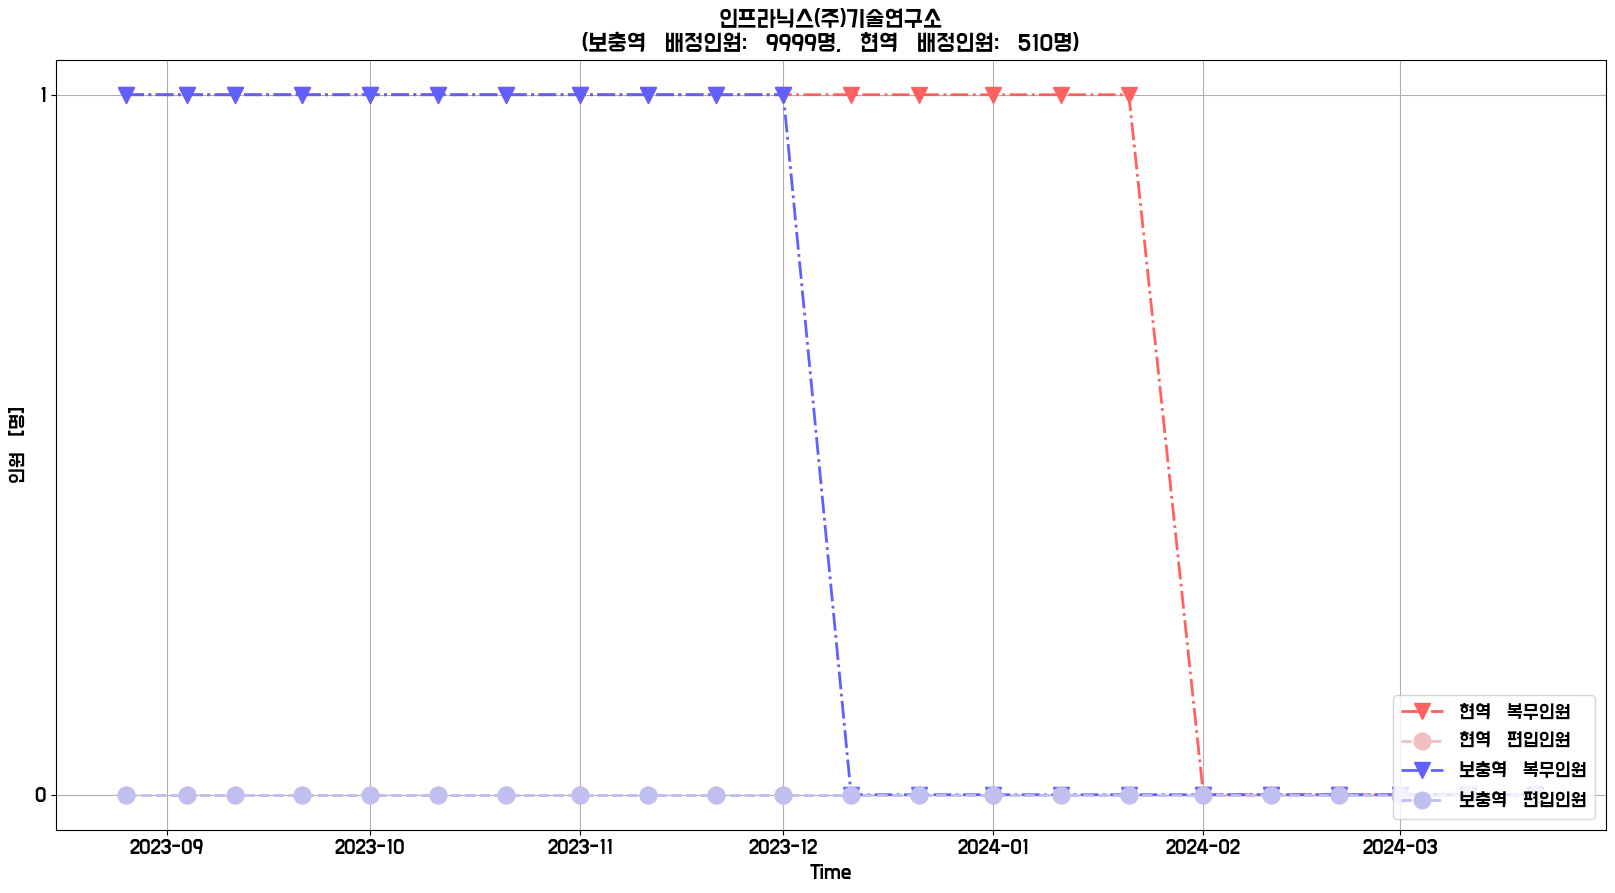 인프라닉스(주)기술연구소
(보충역 배정인원: 9999명, 현역 배정인원: 510명)
1
0
인원 [명]
2023-09 2023-10 2023-11 2023-12 2024-01 2024-02 2024-03
Time
현역 복무인원
현역 편입인원
보충역 복무인원
보충역 편입인원